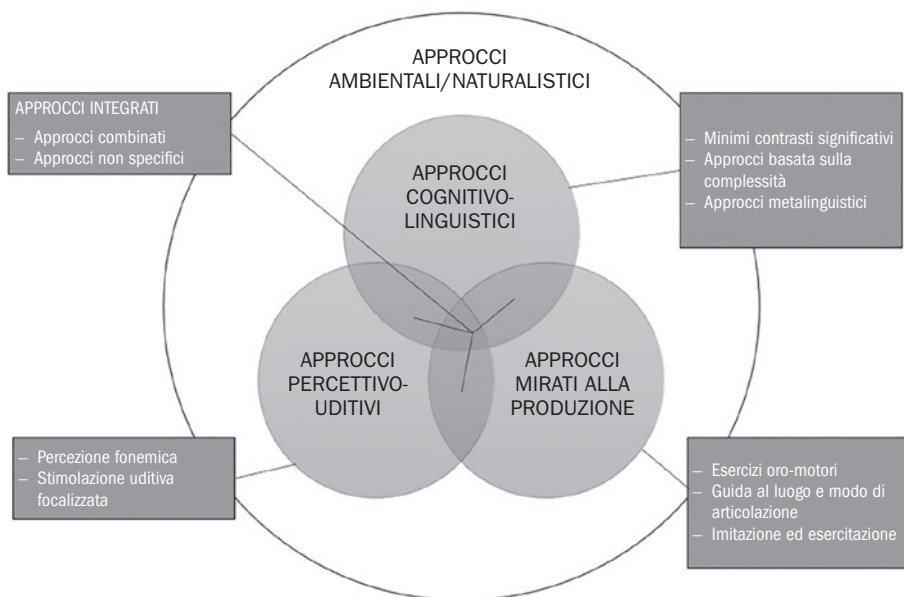 APPROCCI
AMBIENTALI/NATURALISTICI
APPROCCI INTEGRATI
– Approcci combinati
– Approcci non specifici
– Minimi contrasti significativi
– Approcci basata sulla
complessità
– Approcci metalinguistici
APPROCCI
COGNITIVO-
LINGUISTICI
APPROCCI
PERCETTIVO-
UDITIVI
APPROCCI
MIRATI ALLA
PRODUZIONE
– Percezione fonemica
– Stimolazione uditiva
focalizzata
– Esercizi oro-motori
– Guida al luogo e modo di
articolazione
– Imitazione ed esercitazione